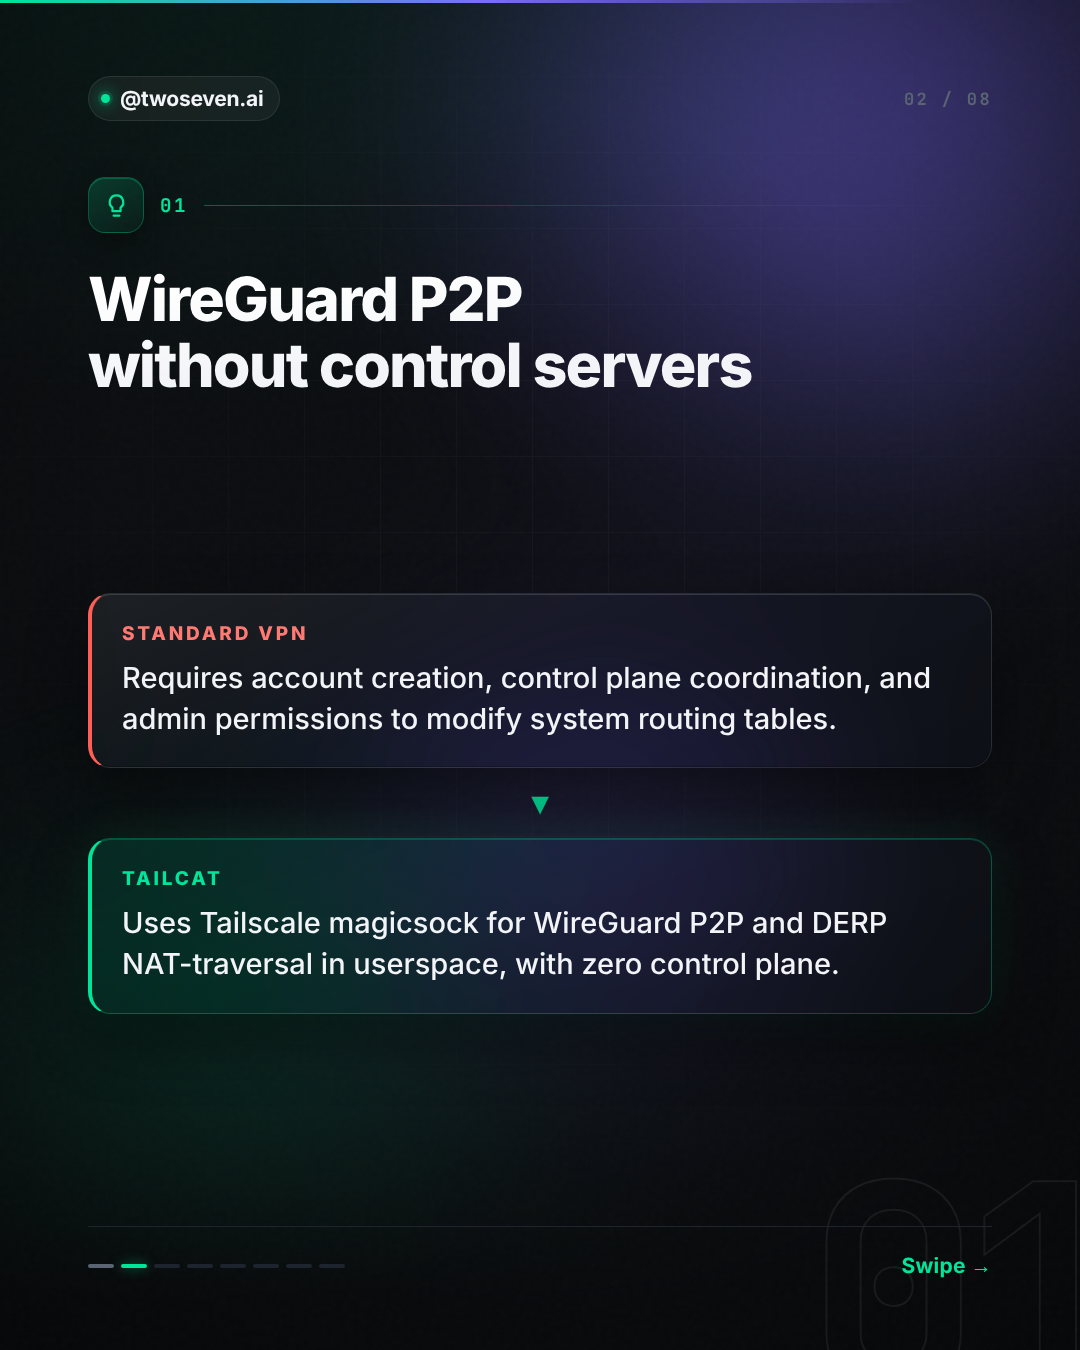 @twoseven.ai
02 / 08
01
WireGuard P2P
without control servers
STANDARD VPN
Requires account creation, control plane coordination, and
admin permissions to modify system routing tables.
▼
TAILCAT
Uses Tailscale magicsock for WireGuard P2P and DERP
NAT-traversal in userspace, with zero control plane.
01
Swipe →